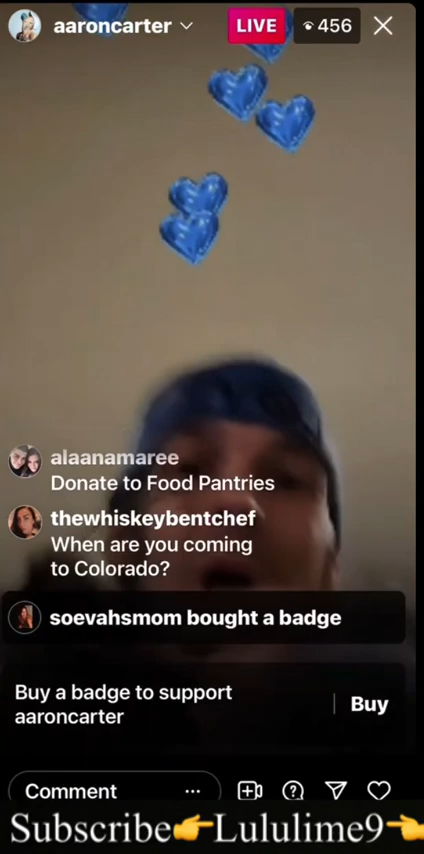 aaroncarter
LIVE
456
alaanamaree
Donate to Food Pantries
thewhiskeybentchef
When are you coming
to Colorado?
soevahsmom bought a badge
Buy a badge to support
aaroncarter
Buy
Comment
Subscribe👉Lululime9👈